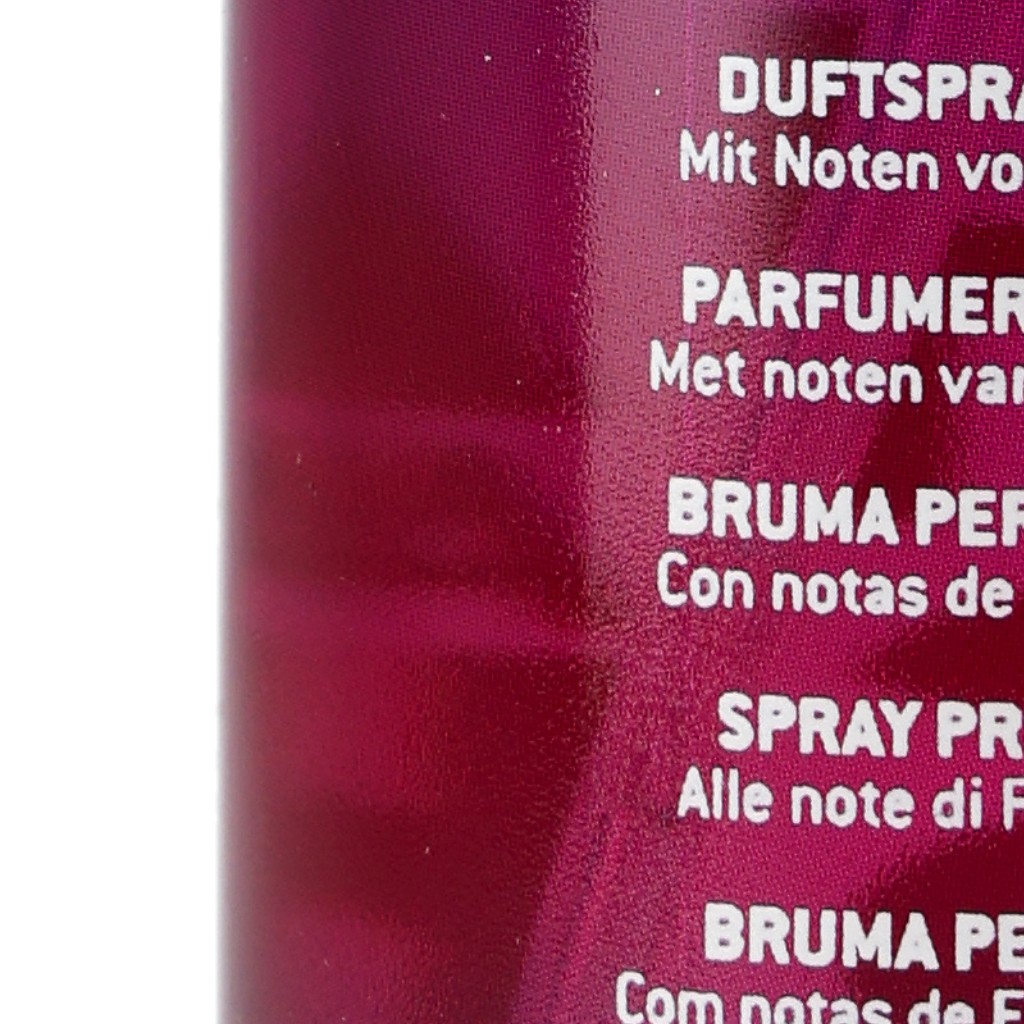 DUFTSPRA
Mit Noten vo
PARFUMER
Met noten van
BRUMA PER
Con notas de
SPRAY PR
Alle note di F
BRUMA PE
Com notas de F